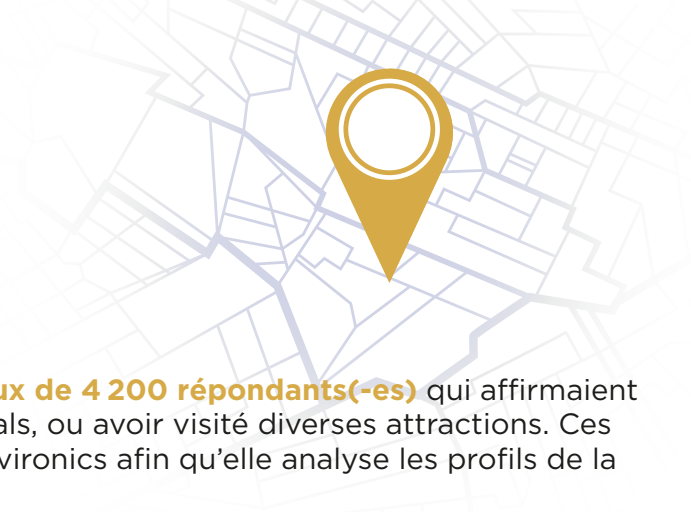 ux de 4 200 répondants(-es) qui affirmaient
als, ou avoir visité diverses attractions. Ces
vironics afin qu'elle analyse les profils de la